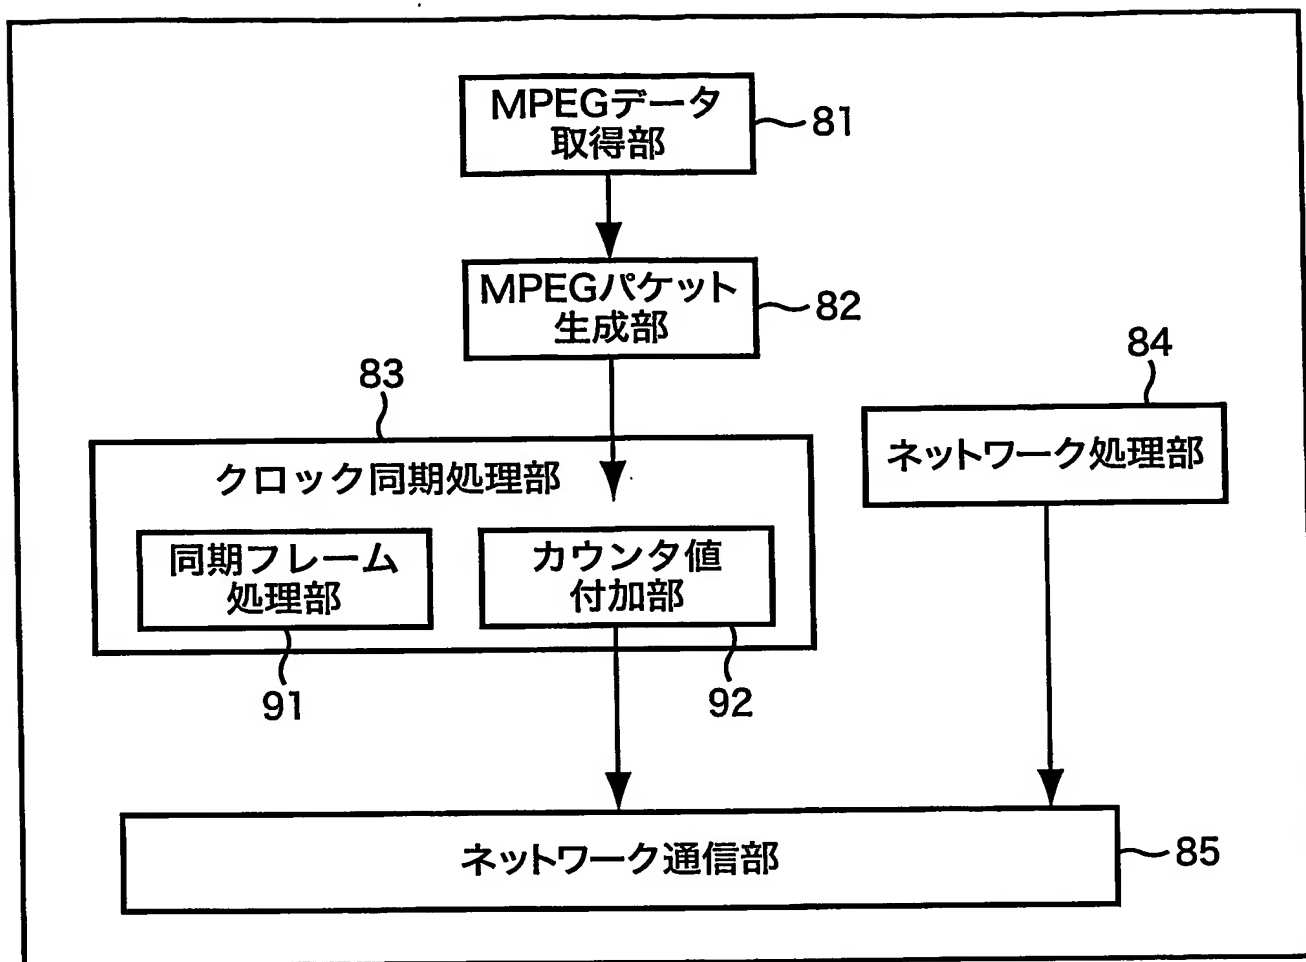 MPEGデータ
取得部
81
MPEGパケット
生成部
82
83
84
クロック同期処理部
ネットワーク処理部
同期フレーム
処理部
カウンタ値
付加部
91
92
ネットワーク通信部
85